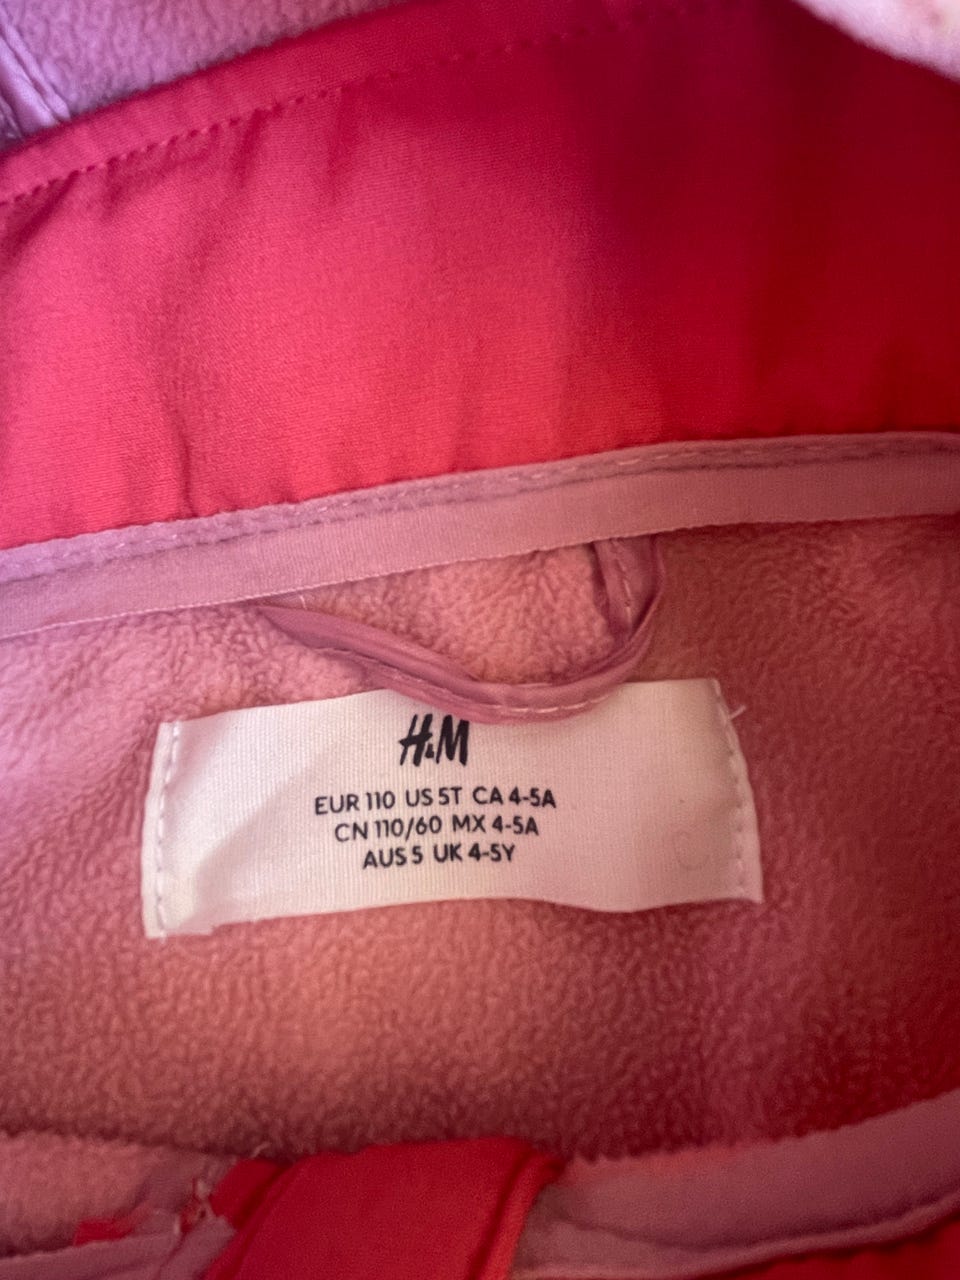 H&M
EUR 110 US 5T CA 4-5A
CN 110/60 MX 4-5A
AUS 5 UK 4-5Y